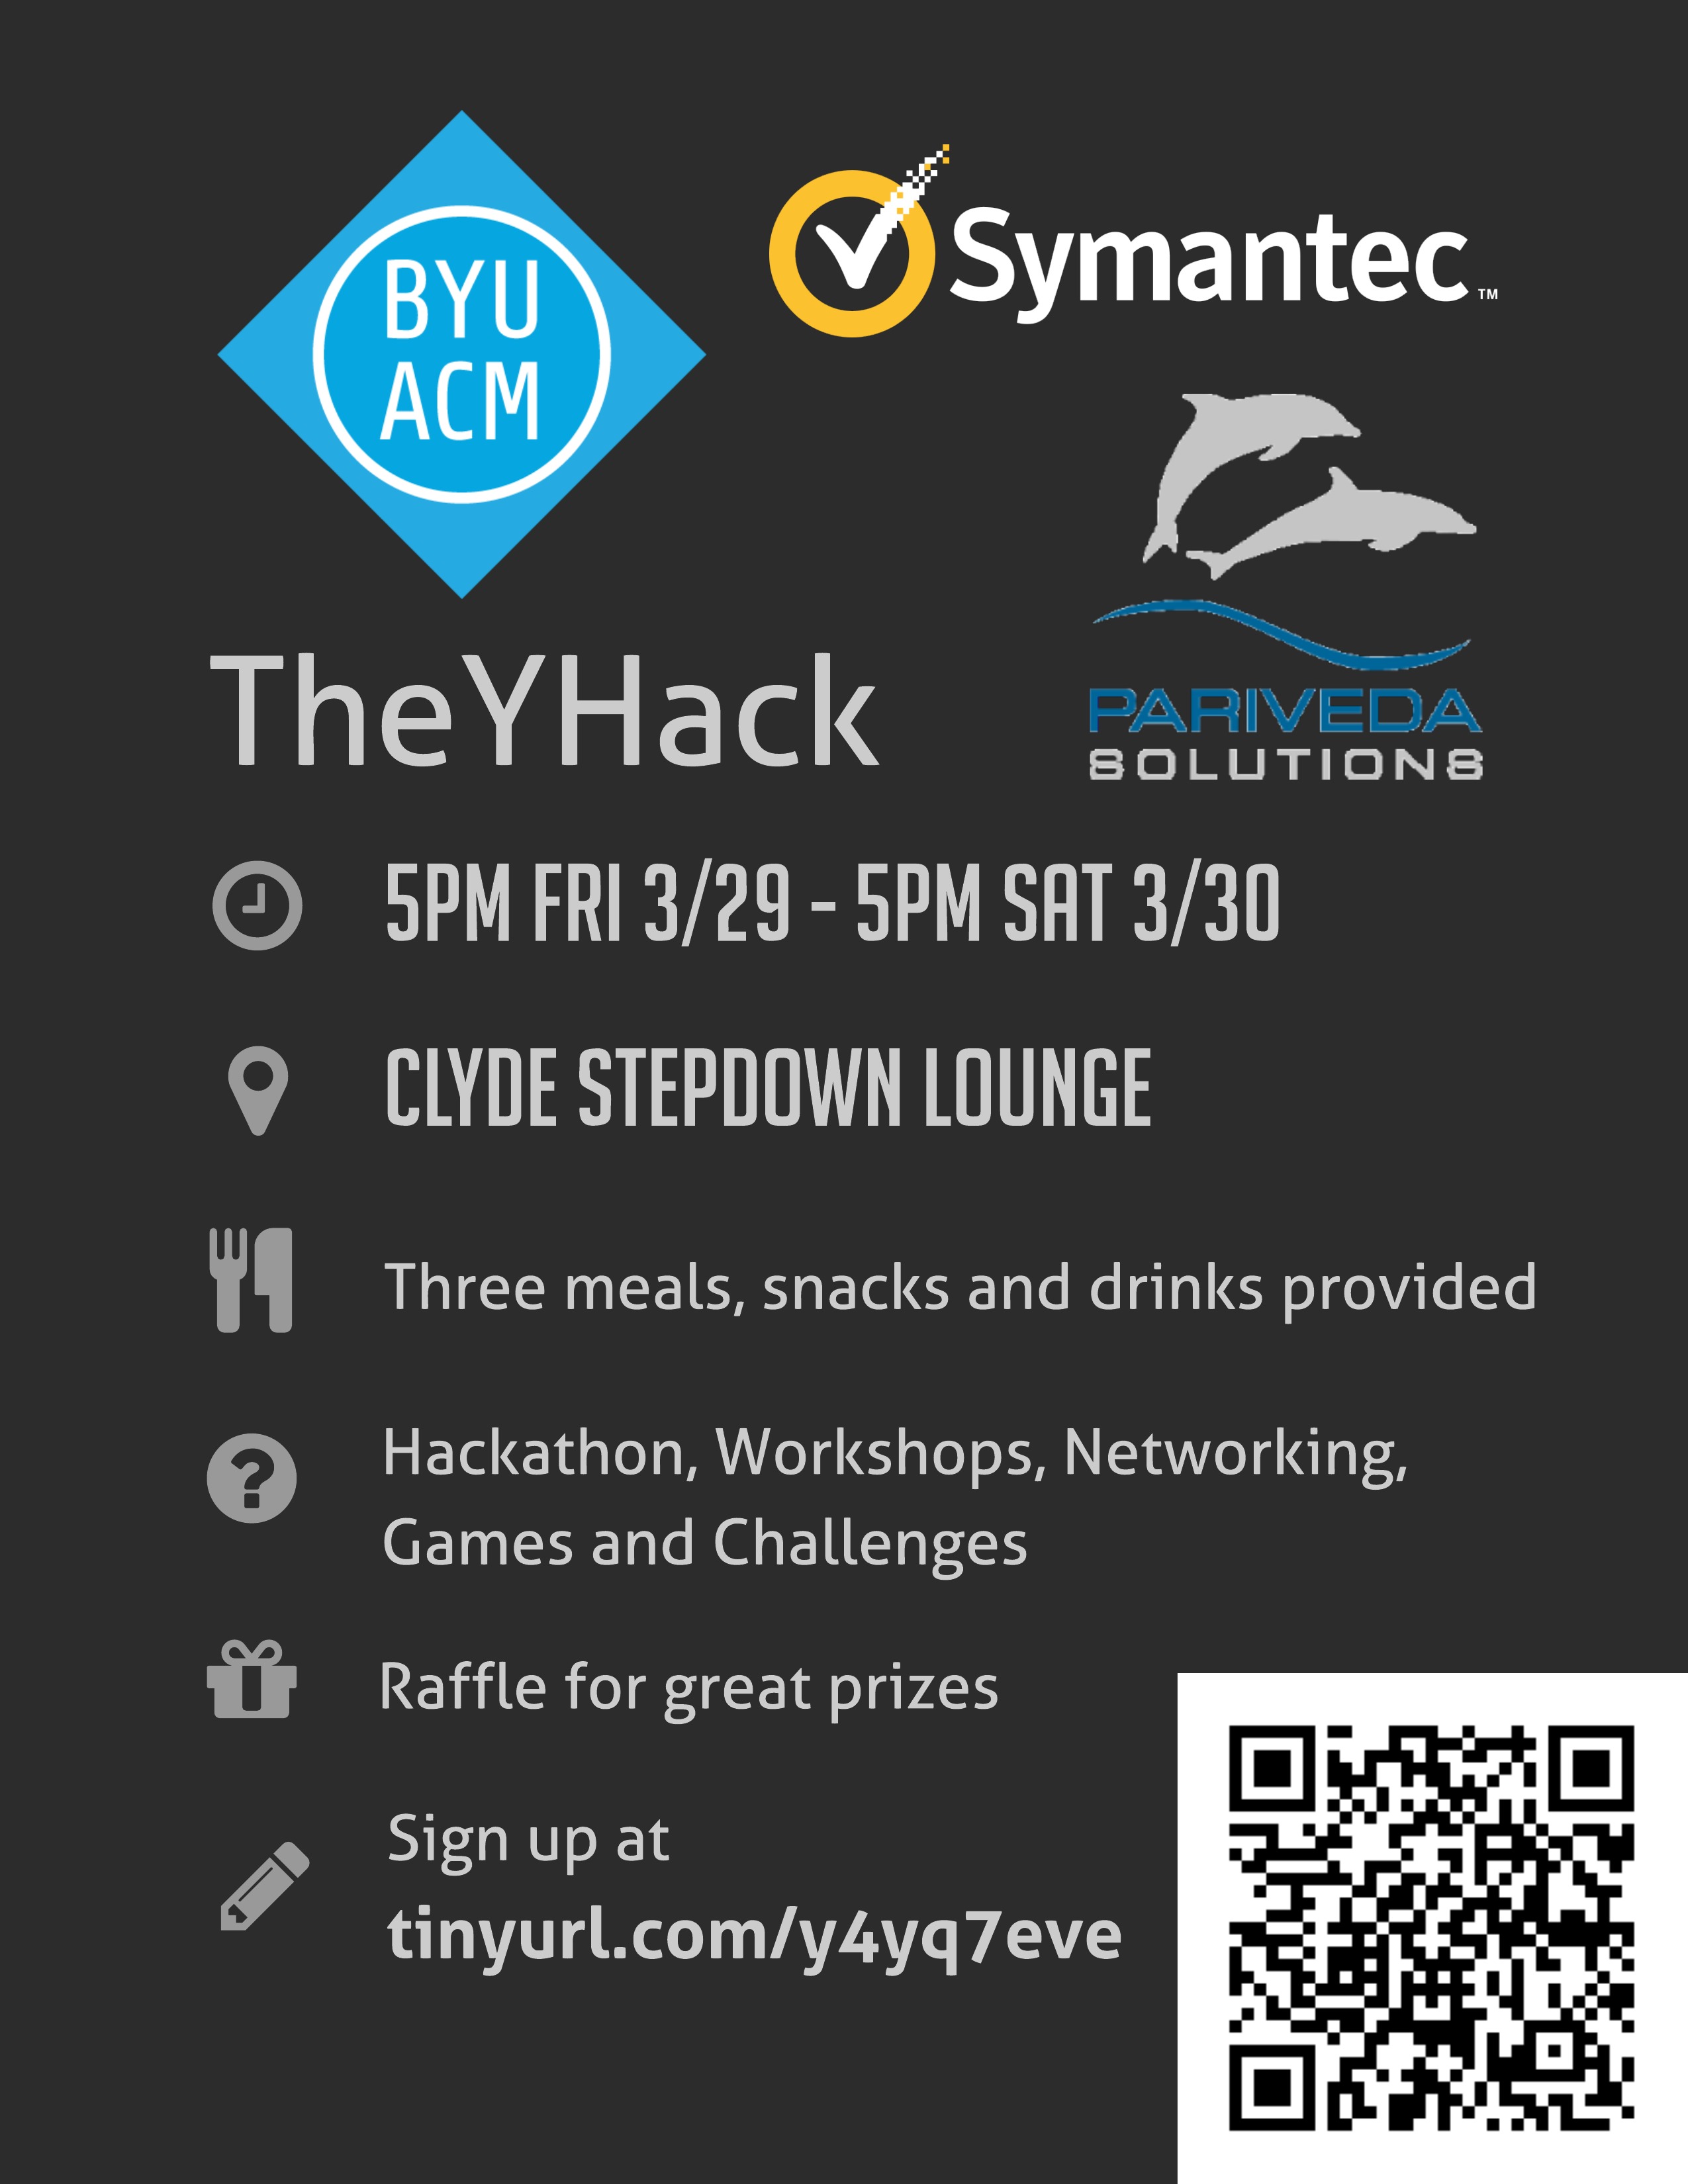 BYU
ACM
Symantec™
PARIVEDA
SOLUTIONS
TheYHack
5PM FRI 3/29 – 5PM SAT 3/30
CLYDE STEPDOWN LOUNGE
Three meals, snacks and drinks provided
Hackathon, Workshops, Networking,
Games and Challenges
Raffle for great prizes
Sign up at
tinyurl.com/y4yq7eve